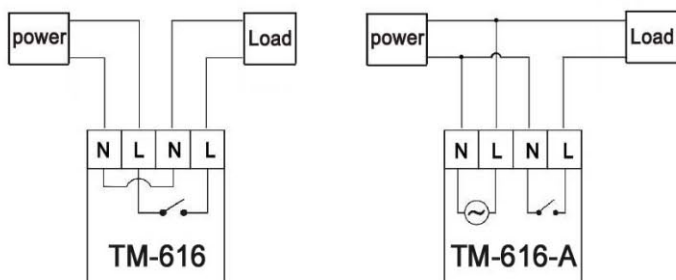 power
Load
N L N L
TM-616
power
Load
N L N L
TM-616-A